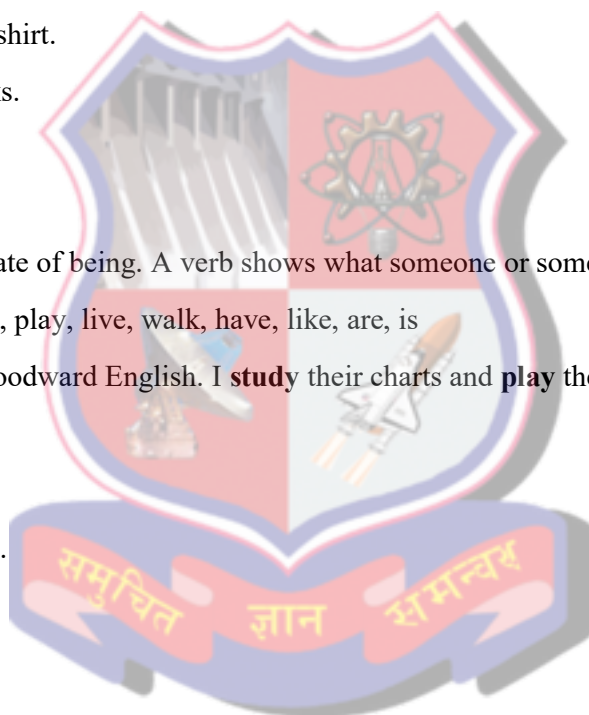 shirt.
s.
ate of being. A verb shows what someone or some
, play, live, walk, have, like, are, is
oodward English. I study their charts and play the
.
समुचित ज्ञान समन्वय